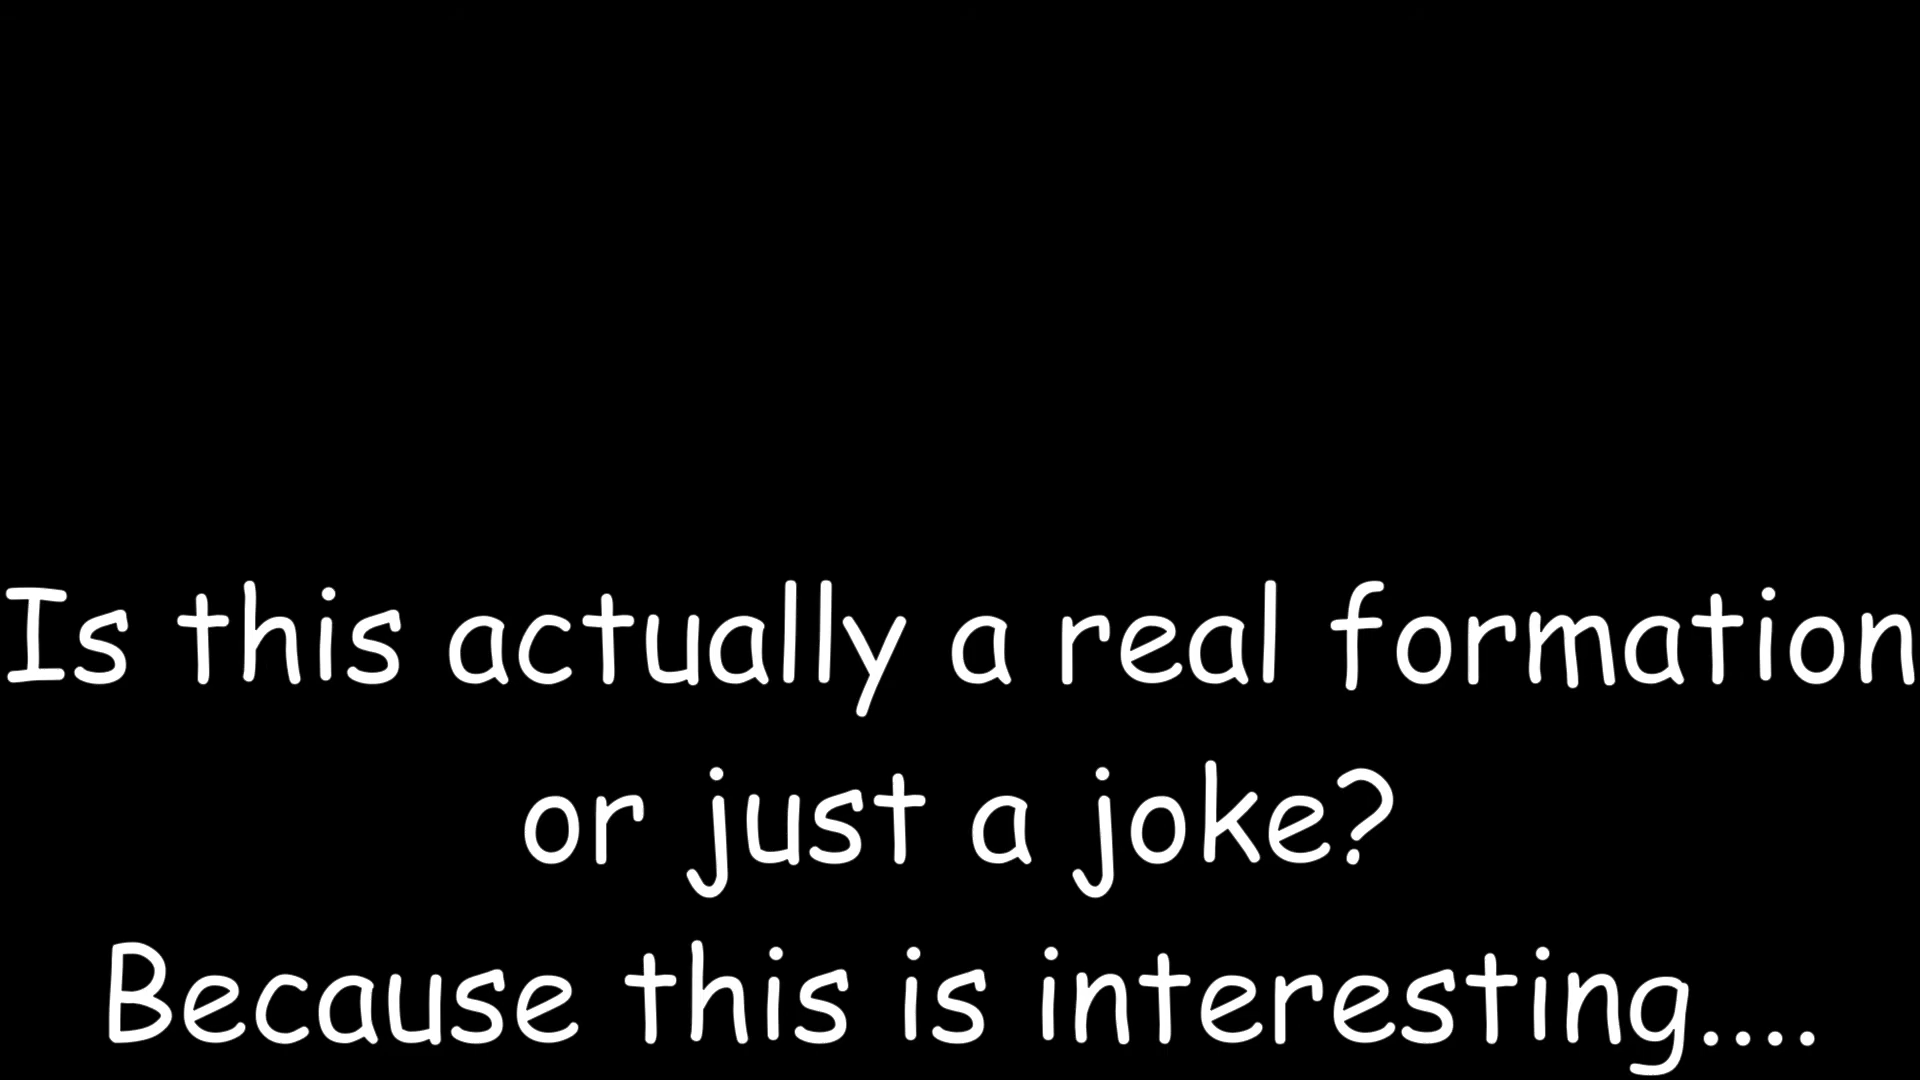 Is this actually a real formation
or just a joke?
Because this is interesting....